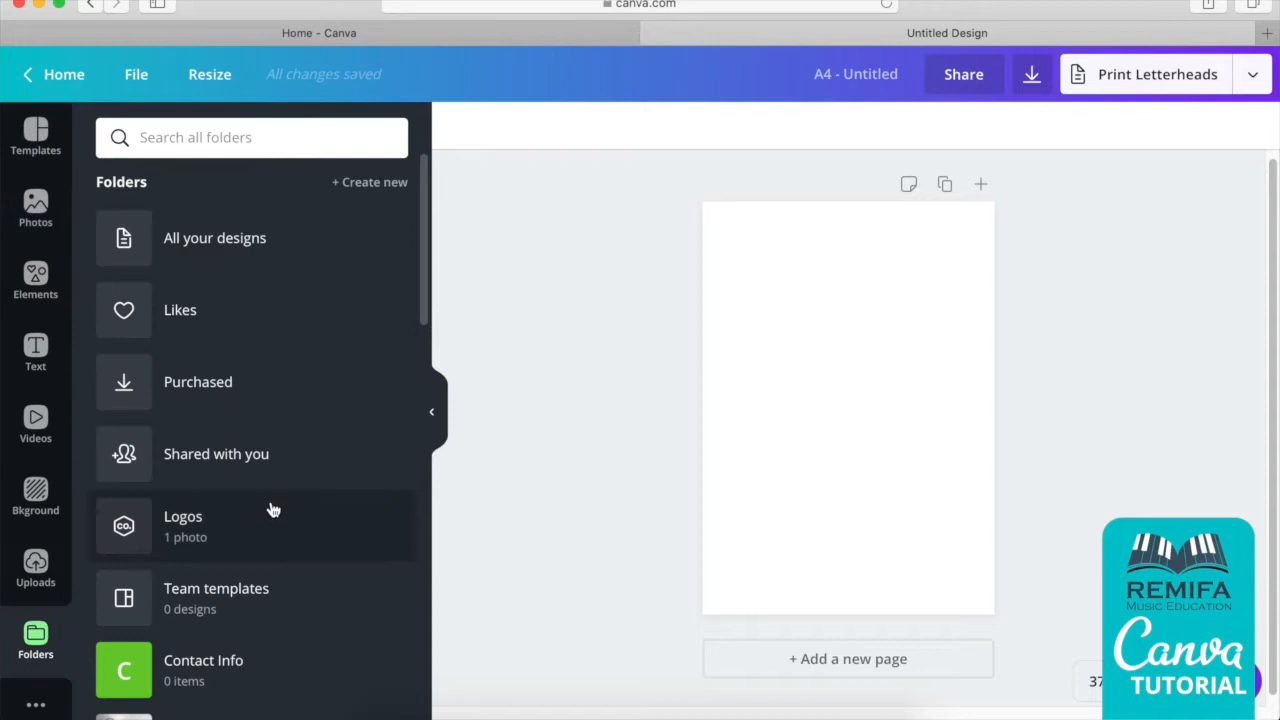 canva.com
Home - Canva
Untitled Design
Home
File
Resize
All changes saved
A4 - Untitled
Share
Print Letterheads
Templates
Photos
Elements
Text
Videos
Bkground
Uploads
Folders
Search all folders
Folders
+ Create new
All your designs
Likes
Purchased
Shared with you
CO.
Logos
1 photo
Team templates
0 designs
C
Contact Info
0 items
+ Add a new page
37
REMIFA
MUSIC EDUCATION
Canva
TUTORIAL